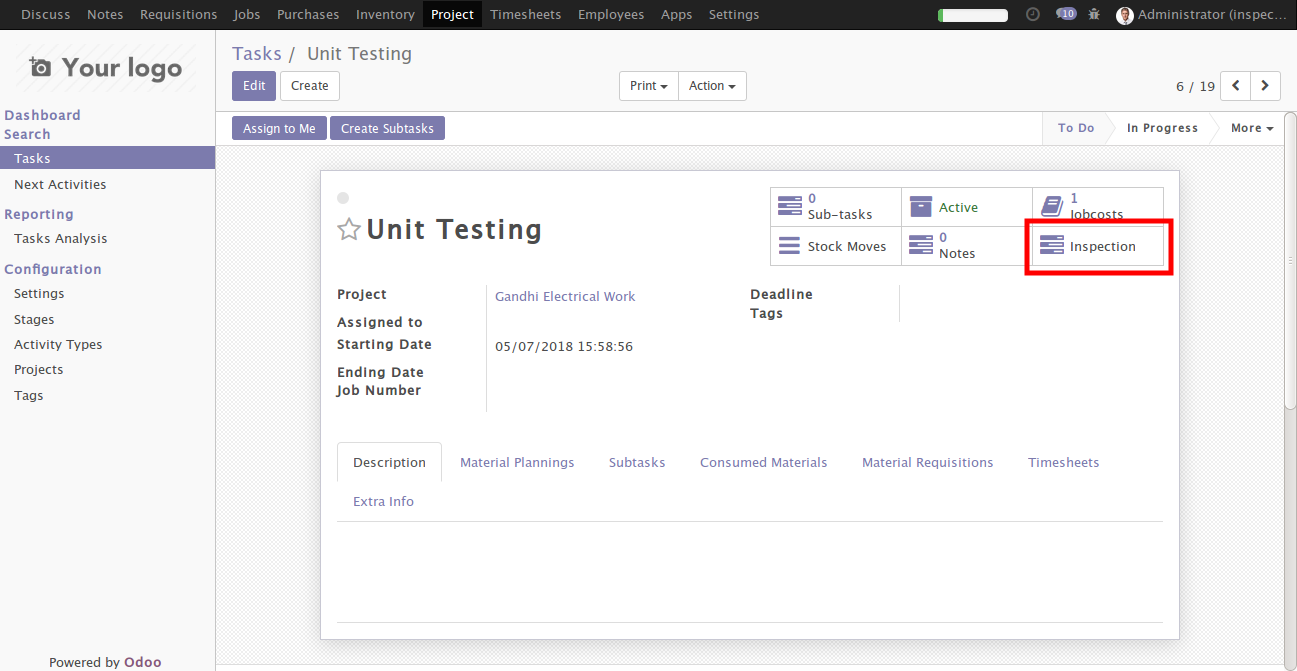 Discuss Notes Requisitions Jobs Purchases Inventory Project Timesheets Employees Apps Settings 10 Administrator (inspec...
Your logo
Dashboard
Search
Tasks
Next Activities
Reporting
Tasks Analysis
Configuration
Settings
Stages
Activity Types
Projects
Tags
Powered by Odoo
Tasks / Unit Testing
Edit Create Print Action 6 / 19
Assign to Me Create Subtasks To Do In Progress More
0
Sub-tasks
Active
1
Jobcosts
Stock Moves
0
Notes
Inspection
Unit Testing
Project Gandhi Electrical Work
Assigned to
Starting Date 05/07/2018 15:58:56
Ending Date
Job Number
Deadline
Tags
Description Material Plannings Subtasks Consumed Materials Material Requisitions Timesheets
Extra Info